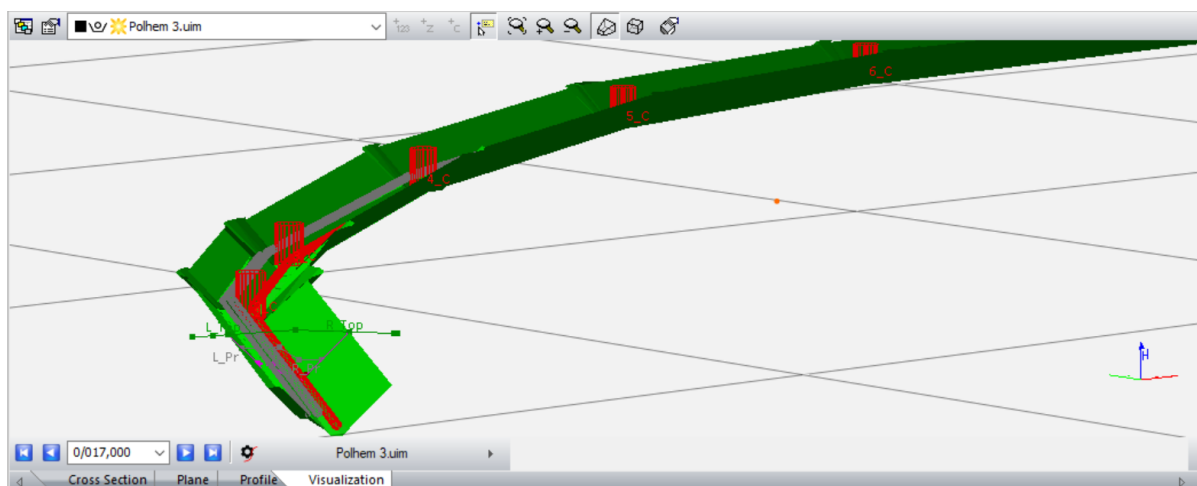 Polhem 3.uim
+123 +Z +C
6_C
5_C
4_C
R_Top
L_Pr
H
0/017,000
Polhem 3.uim
Cross Section Plane Profile Visualization